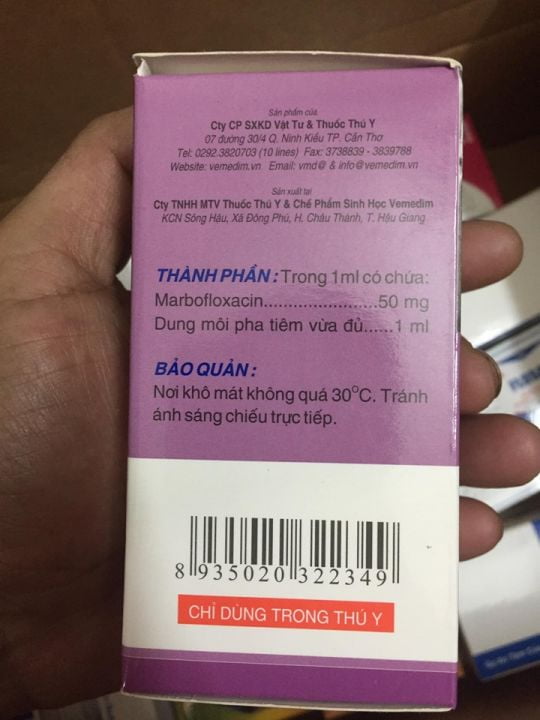 Sản phẩm của
Cty CP SXKD Vật Tư & Thuốc Thú Y
07 đường 30/4 Q. Ninh Kiều TP. Cần Thơ
Tel: 0292.3820703 (10 lines) Fax: 3738839 - 3839788
Website: vemedim.vn Email: vmd@ & info@vemedim.vn
Sản xuất tại
Cty TNHH MTV Thuốc Thú Y & Chế Phẩm Sinh Học Vemedim
KCN Sông Hậu, Xã Đông Phú, H. Châu Thành, T. Hậu Giang
THÀNH PHẦN : Trong 1ml có chứa:
Marbofloxacin.......................50 mg
Dung môi pha tiêm vừa đủ......1 ml
BẢO QUẢN :
Nơi khô mát không quá 30°C. Tránh
ánh sáng chiếu trực tiếp.
8 935020 322349
CHỈ DÙNG TRONG THÚ Y